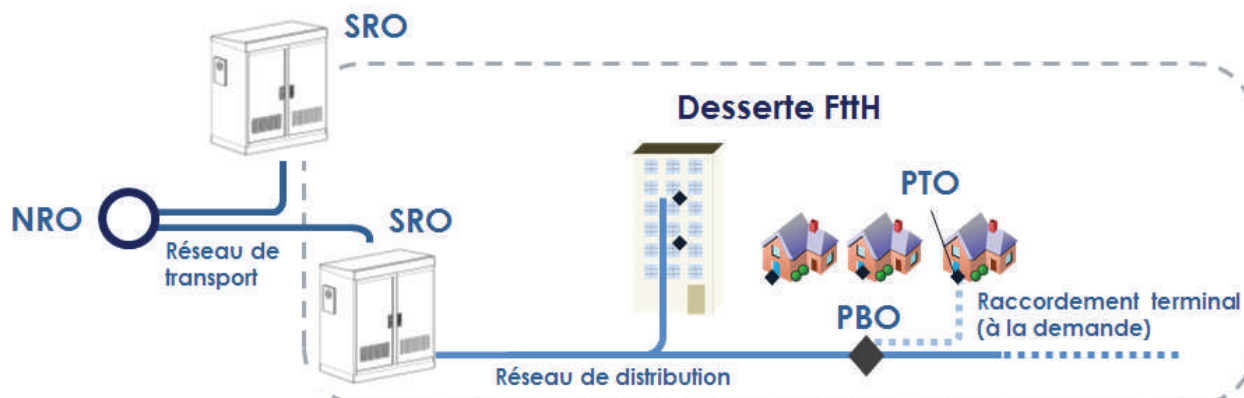 SRO
Desserte FttH
PTO
NRO
SRO
Réseau de
transport
Raccordement terminal
(à la demande)
PBO
Réseau de distribution